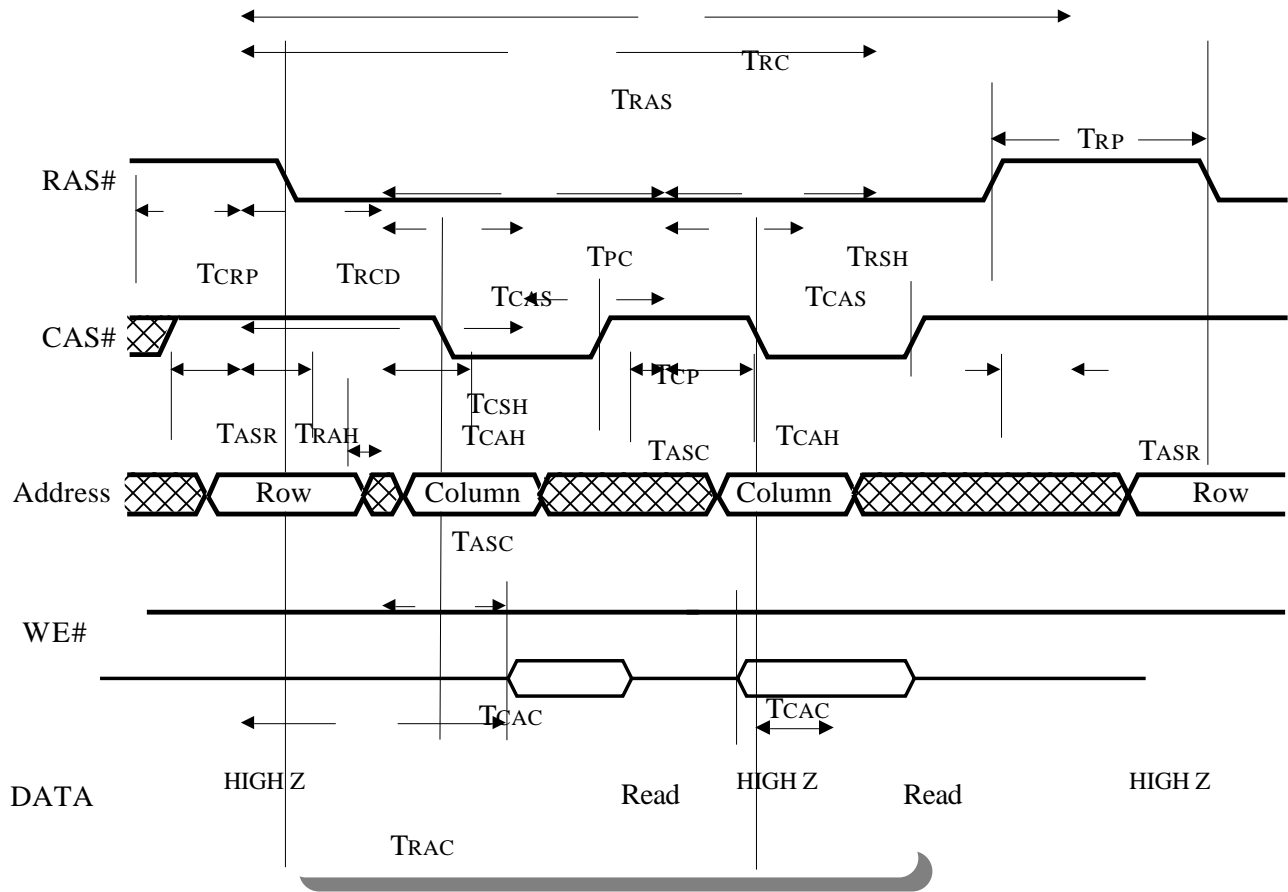 TRC
TRAS
TRP
RAS#
TPC TRSH
TCRP TRCD TCAS TCAS
CAS#
TCP
TCSH
TASR TRAH TCAH TASC TCAH TASR
Address Row Column Column Row
TASC
WE#
TCAC TCAC
HIGH Z Read HIGH Z Read HIGH Z
DATA
TRAC